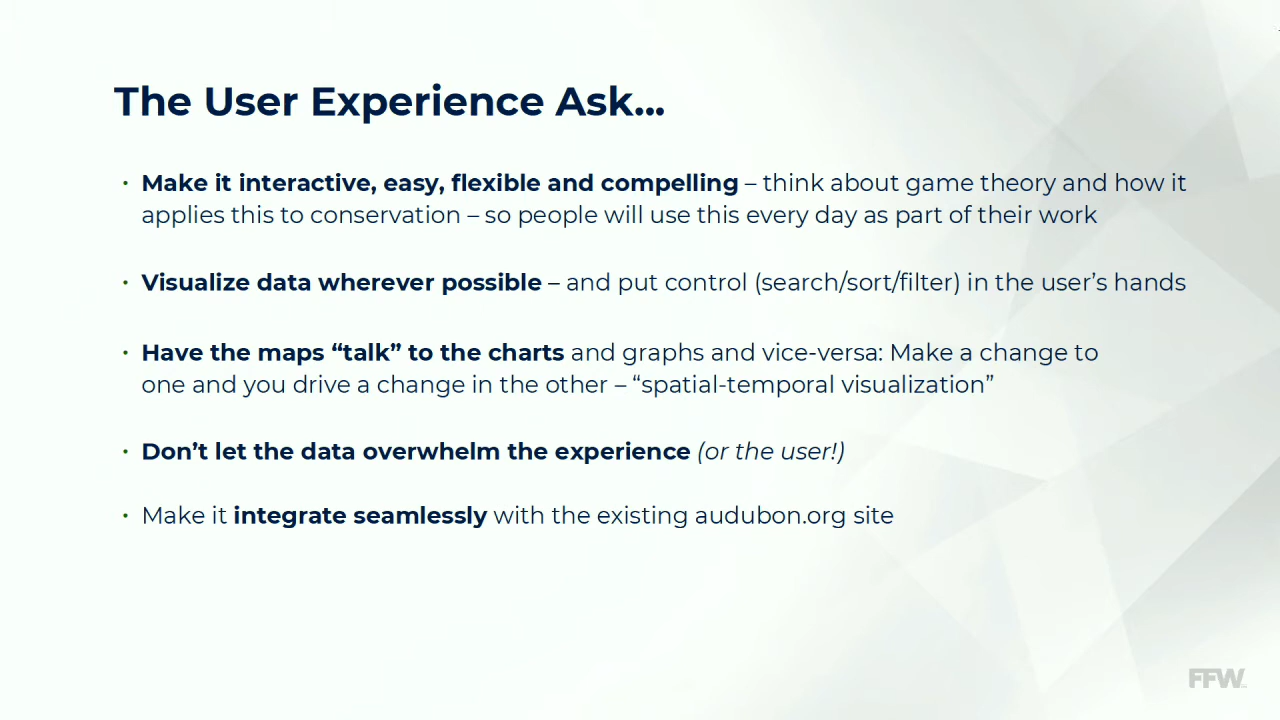 The User Experience Ask...
• Make it interactive, easy, flexible and compelling – think about game theory and how it
applies this to conservation – so people will use this every day as part of their work
• Visualize data wherever possible – and put control (search/sort/filter) in the user’s hands
• Have the maps “talk” to the charts and graphs and vice-versa: Make a change to
one and you drive a change in the other – “spatial-temporal visualization”
• Don’t let the data overwhelm the experience (or the user!)
• Make it integrate seamlessly with the existing audubon.org site
FFW